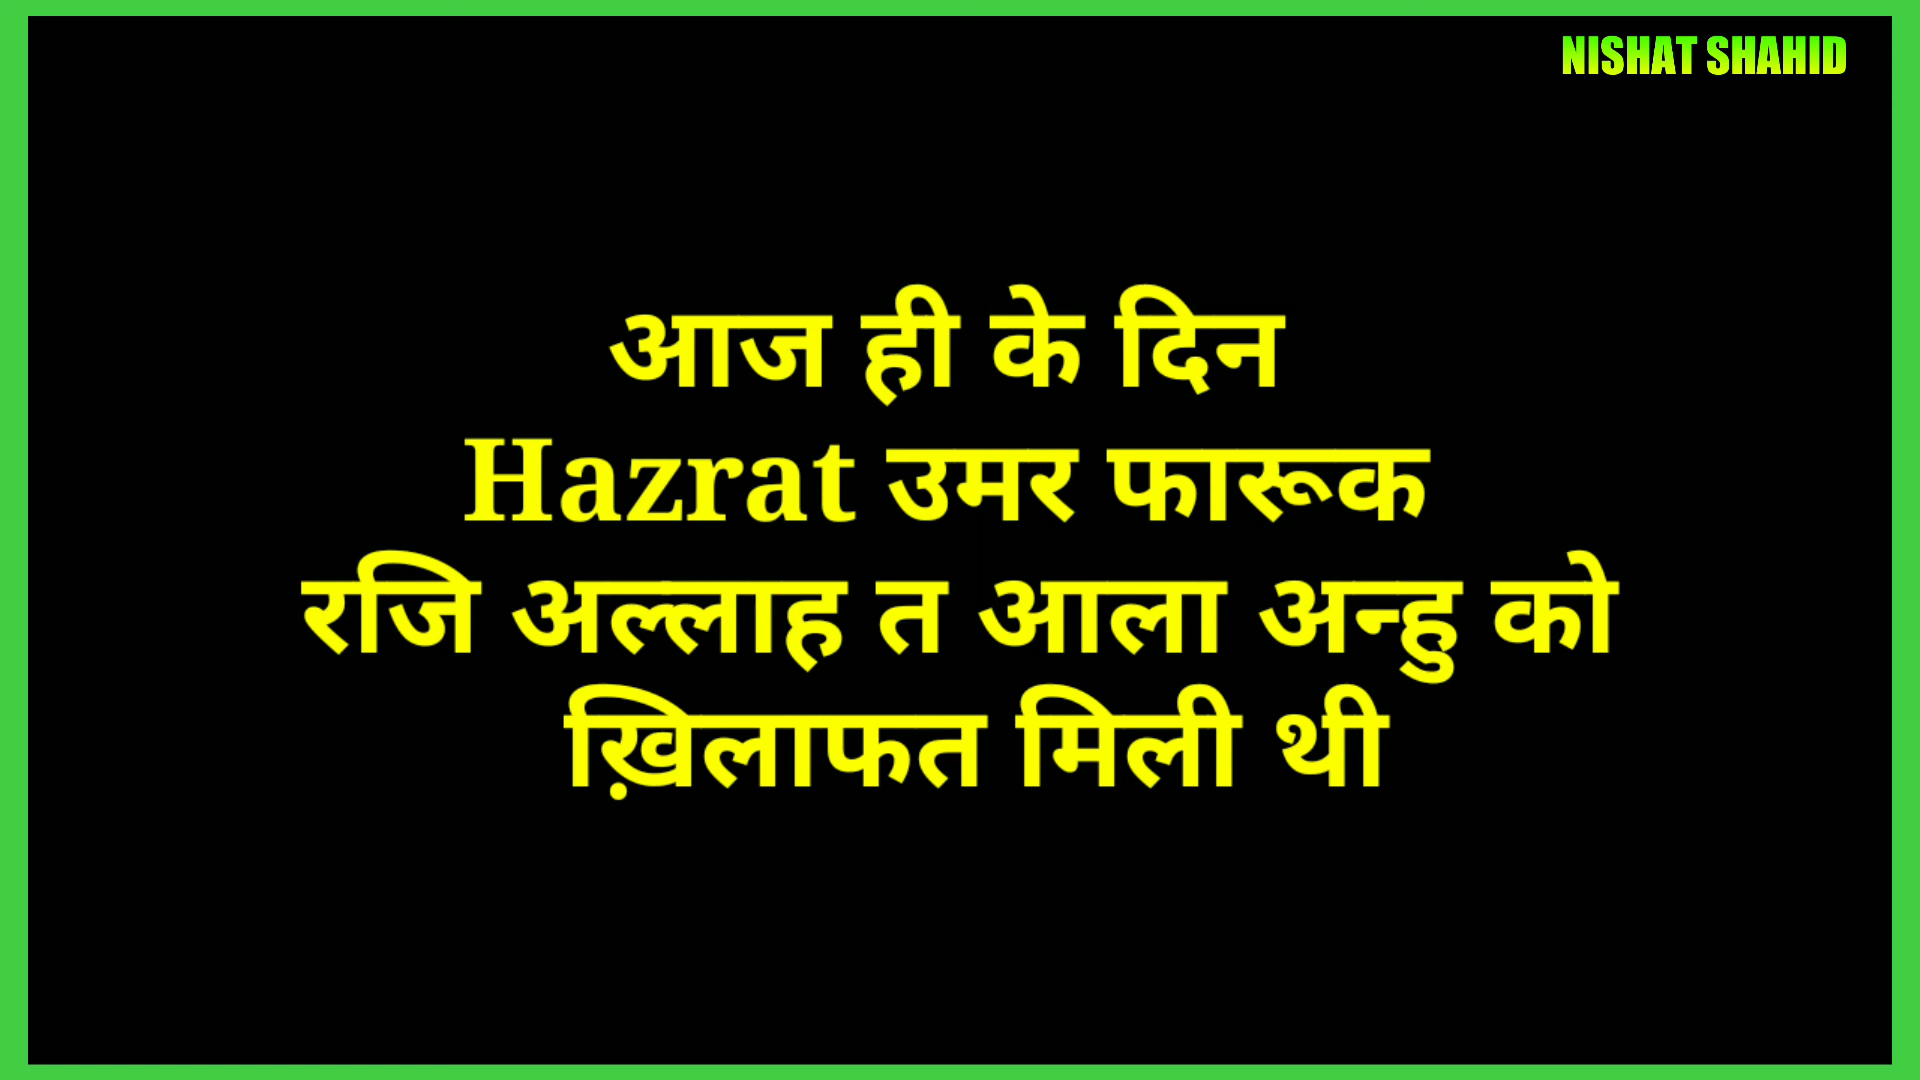 NISHAT SHAHID
आज ही के दिन
Hazrat उमर फारूक
रजि अल्लाह त आला अन्हु को
ख़िलाफत मिली थी